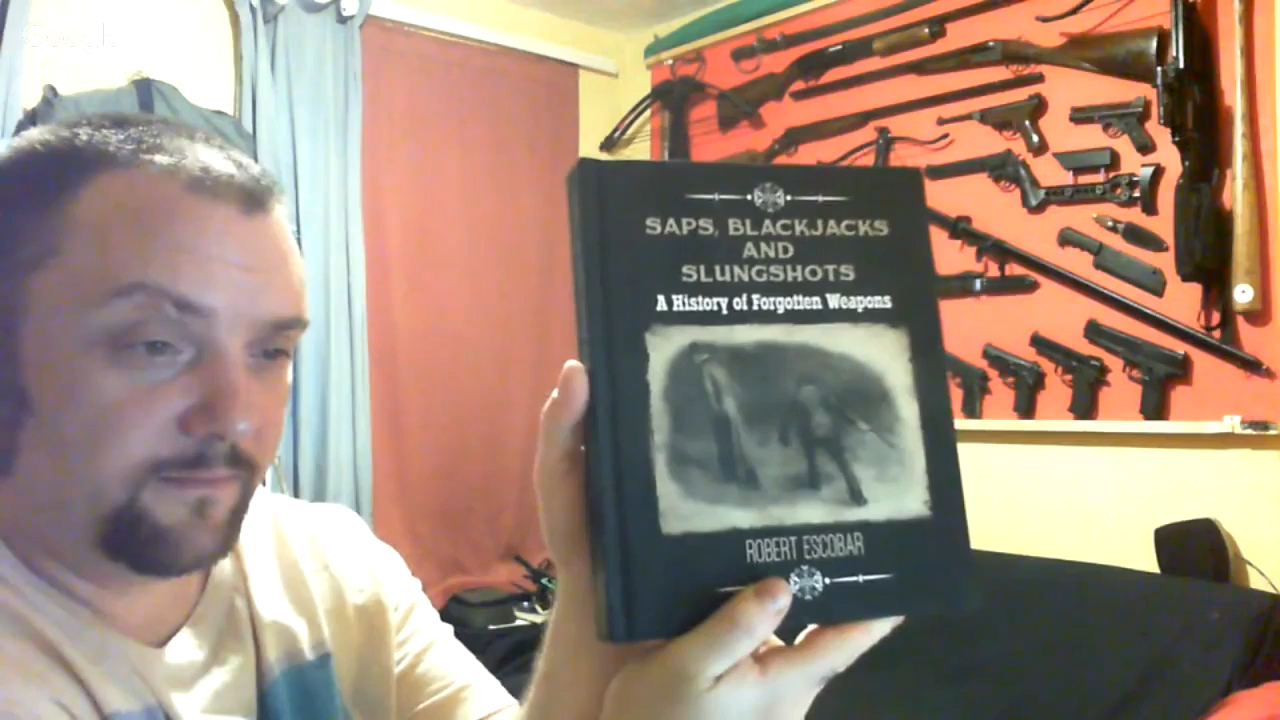 SAPS, BLACKJACKS
AND
SLUNGSHOTS
A History of Forgotten Weapons
ROBERT ESCOBAR